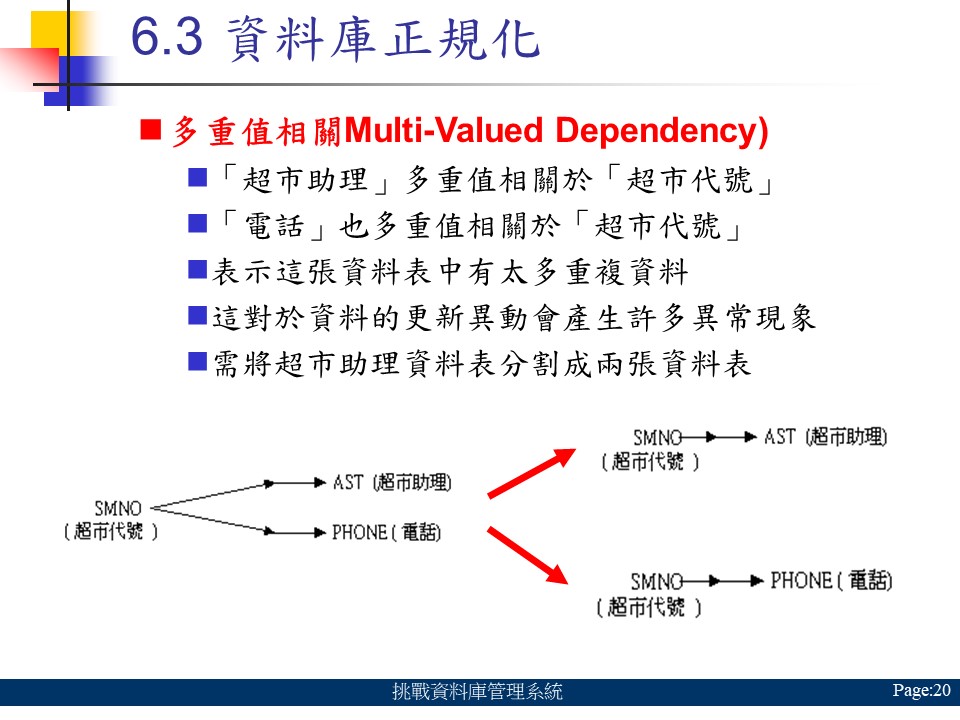 6.3 資料庫正規化
多重值相關Multi-Valued Dependency)
「超市助理」多重值相關於「超市代號」
「電話」也多重值相關於「超市代號」
表示這張資料表中有太多重複資料
這對於資料的更新異動會產生許多異常現象
需將超市助理資料表分割成兩張資料表
SMNO
(超市代號 )
AST (超市助理)
PHONE( 電話)
SMNO
(超市代號 )
AST (超市助理)
SMNO
(超市代號 )
PHONE( 電話)
挑戰資料庫管理系統
Page:20